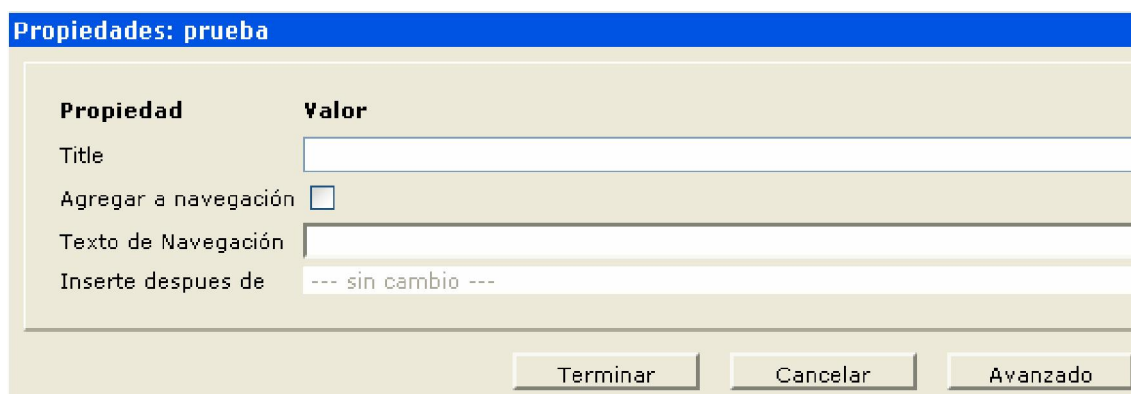 Propiedades: prueba
Propiedad Valor
Title
Agregar a navegación
Texto de Navegación
Inserte despues de --- sin cambio ---
Terminar Cancelar Avanzado